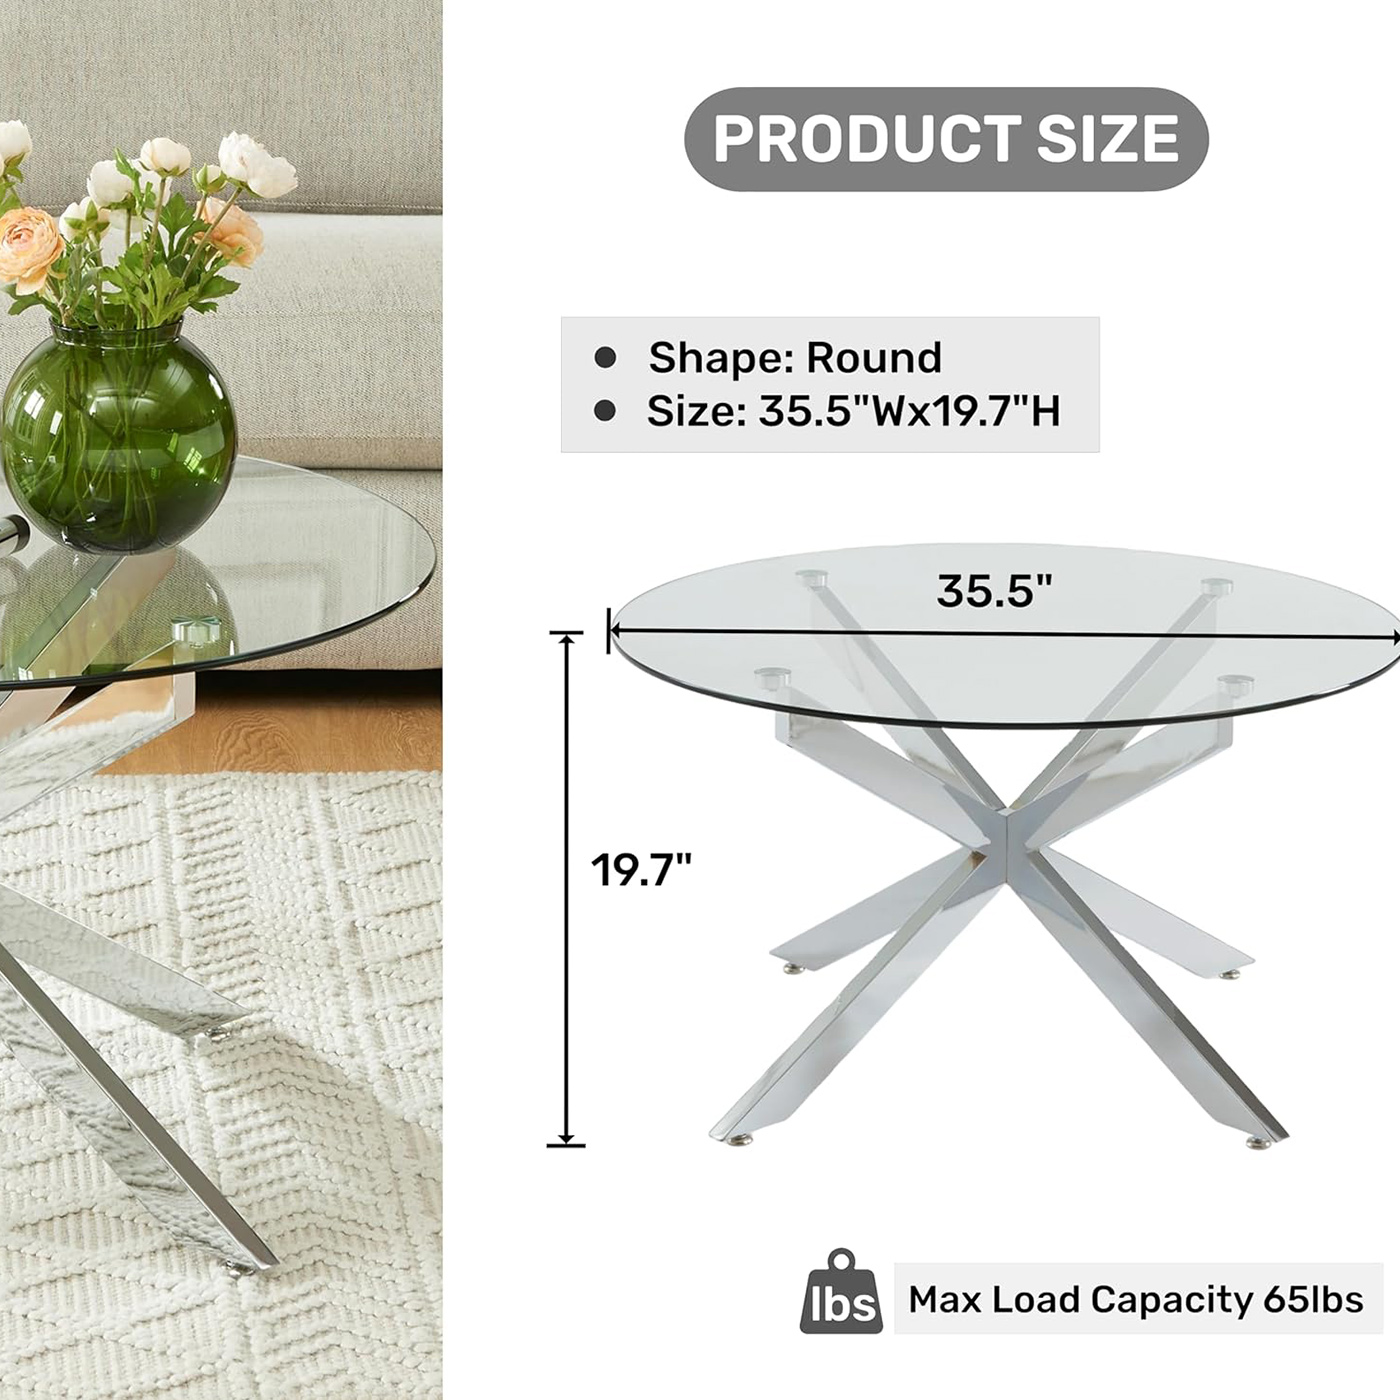 PRODUCT SIZE
● Shape: Round
● Size: 35.5"Wx19.7"H
35.5"
19.7"
lbs
Max Load Capacity 65lbs